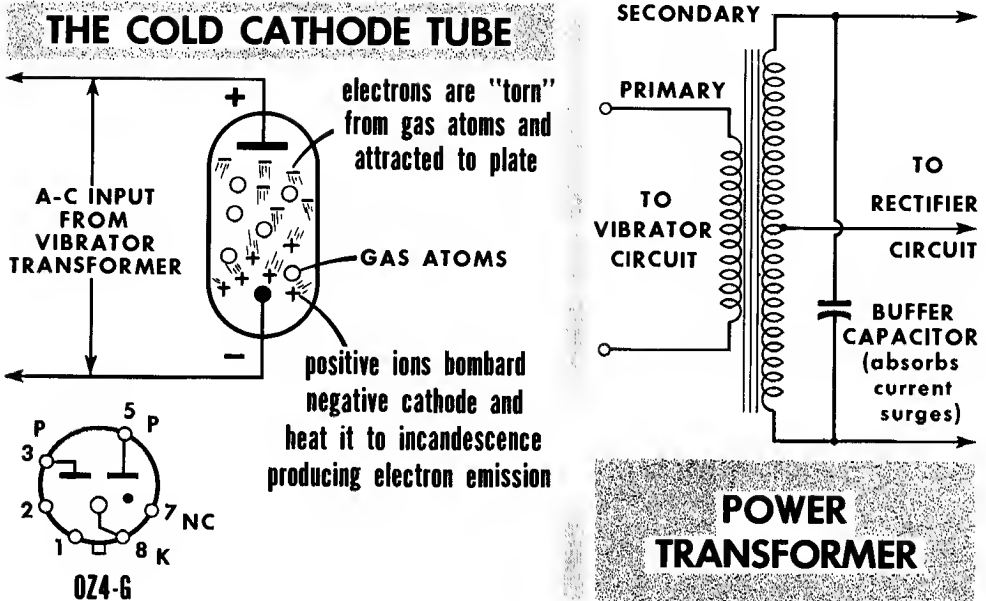 THE COLD CATHODE TUBE
+
electrons are "torn"
from gas atoms and
attracted to plate
A-C INPUT
FROM
VIBRATOR
TRANSFORMER
GAS ATOMS
−
positive ions bombard
negative cathode and
heat it to incandescence
producing electron emission
P
5 P
3
2
7 NC
1
8 K
OZ4-G
SECONDARY
PRIMARY
TO
VIBRATOR
CIRCUIT
TO
RECTIFIER
CIRCUIT
BUFFER
CAPACITOR
(absorbs
current
surges)
POWER
TRANSFORMER